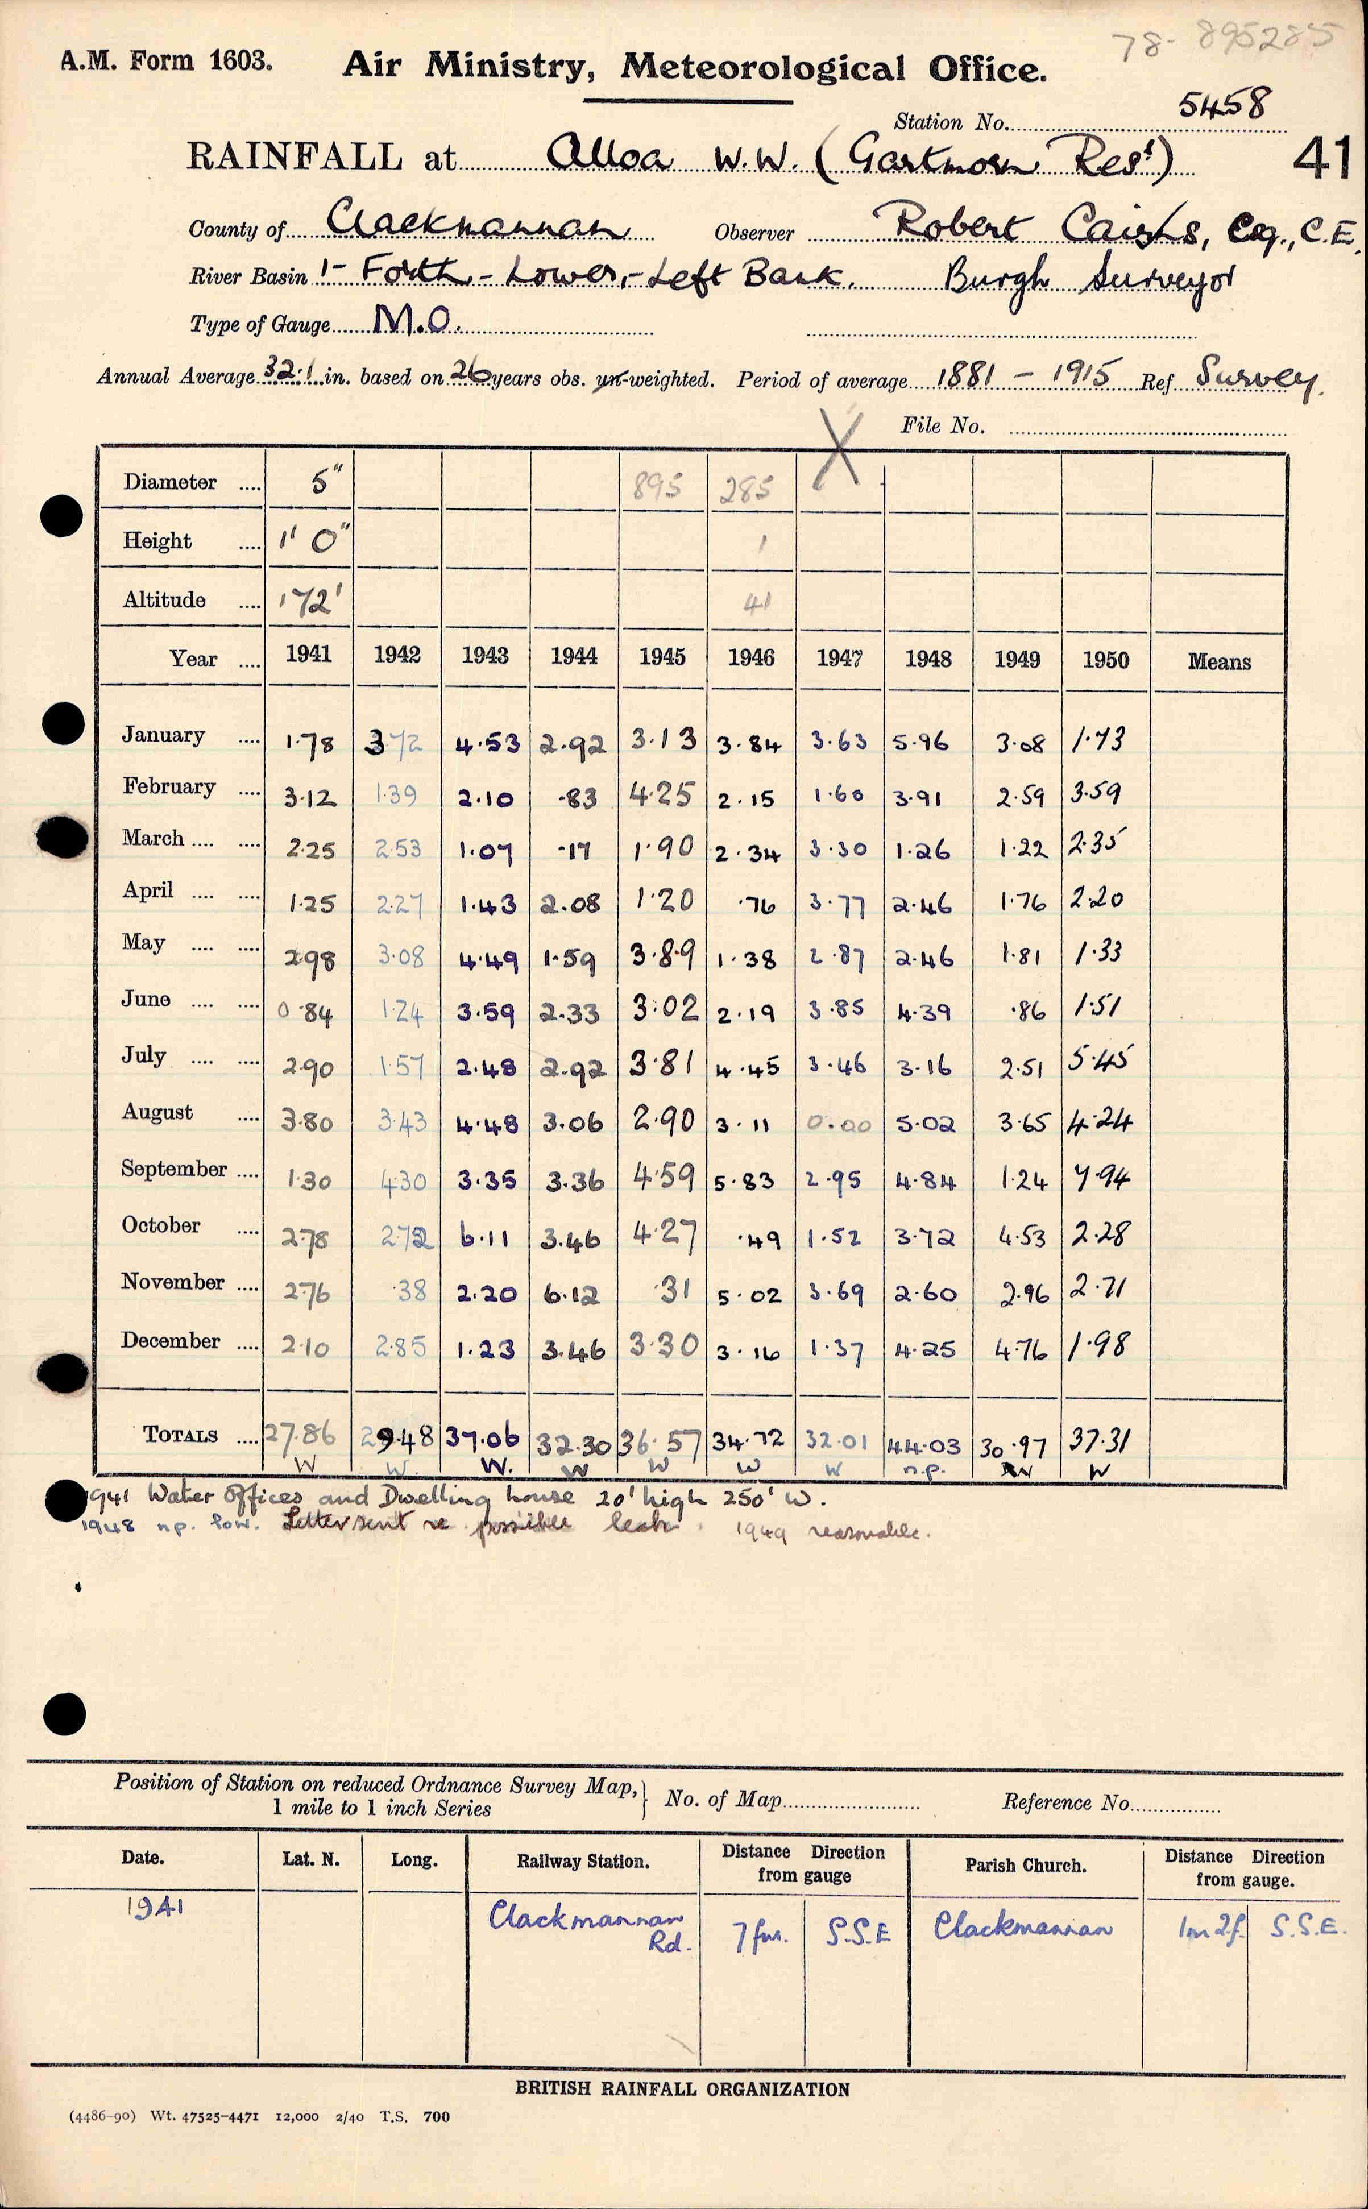 78- 895285
A.M. Form 1603. Air Ministry, Meteorological Office.
Station No. 5458
RAINFALL at Alloa W.W. (Gartmorn Resr) 41
County of Clackmannan Observer Robert Cairns, Esq., C.E.
River Basin 1- Forth - Lower,- Left Bank. Burgh Surveyor
Type of Gauge M.O.
Annual Average 32.1 in. based on 26 years obs. un-weighted. Period of average 1881 - 1915 Ref Survey.
File No.
Diameter .... 5" 895 285 X
Height .... 1' 0" 1
Altitude .... 172' 41
Year .... 1941 1942 1943 1944 1945 1946 1947 1948 1949 1950 Means
January .... 1.78 3.72 4.53 2.92 3.13 3.84 3.63 5.96 3.08 1.73
February .... 3.12 1.39 2.10 .83 4.25 2.15 1.60 3.91 2.59 3.59
March .... .... 2.25 2.53 1.07 .17 1.90 2.34 3.30 1.26 1.22 2.35
April .... .... 1.25 2.27 1.43 2.08 1.20 .76 3.77 2.46 1.76 2.20
May .... .... 2.98 3.08 4.49 1.59 3.89 1.38 2.87 2.46 1.81 1.33
June .... .... 0.84 1.24 3.59 2.33 3.02 2.19 3.85 4.39 .86 1.51
July .... .... 2.90 1.57 2.48 2.92 3.81 4.45 3.46 3.16 2.51 5.45
August .... 3.80 3.43 4.48 3.06 2.90 3.11 0.00 5.02 3.65 4.24
September .... 1.30 4.30 3.35 3.36 4.59 5.83 2.95 4.84 1.24 7.94
October .... 2.78 2.72 6.11 3.46 4.27 .49 1.52 3.72 4.53 2.28
November .... 2.76 .38 2.20 6.12 .31 5.02 3.69 2.60 2.96 2.71
December .... 2.10 2.85 1.23 3.46 3.30 3.16 1.37 4.25 4.76 1.98
TOTALS .... 27.86 29.48 37.06 32.30 36.57 34.72 32.01 44.03 30.97 37.31
W W. W. W W W W n.p. W W
1941 Water Offices and Dwelling house 20' high 250' W.
1948 n.p. low. Letter sent re possible leak. 1949 reasonable.
Position of Station on reduced Ordnance Survey Map, 1 mile to 1 inch Series } No. of Map Reference No.
Date. Lat. N. Long. Railway Station. Distance Direction from gauge Parish Church. Distance Direction from gauge.
1941 Clackmannan Rd. 7 fur. S.S.E Clackmannan 1m 2f. S.S.E.
BRITISH RAINFALL ORGANIZATION
(4486-90) Wt. 47525-4471 12,000 2/40 T.S. 700